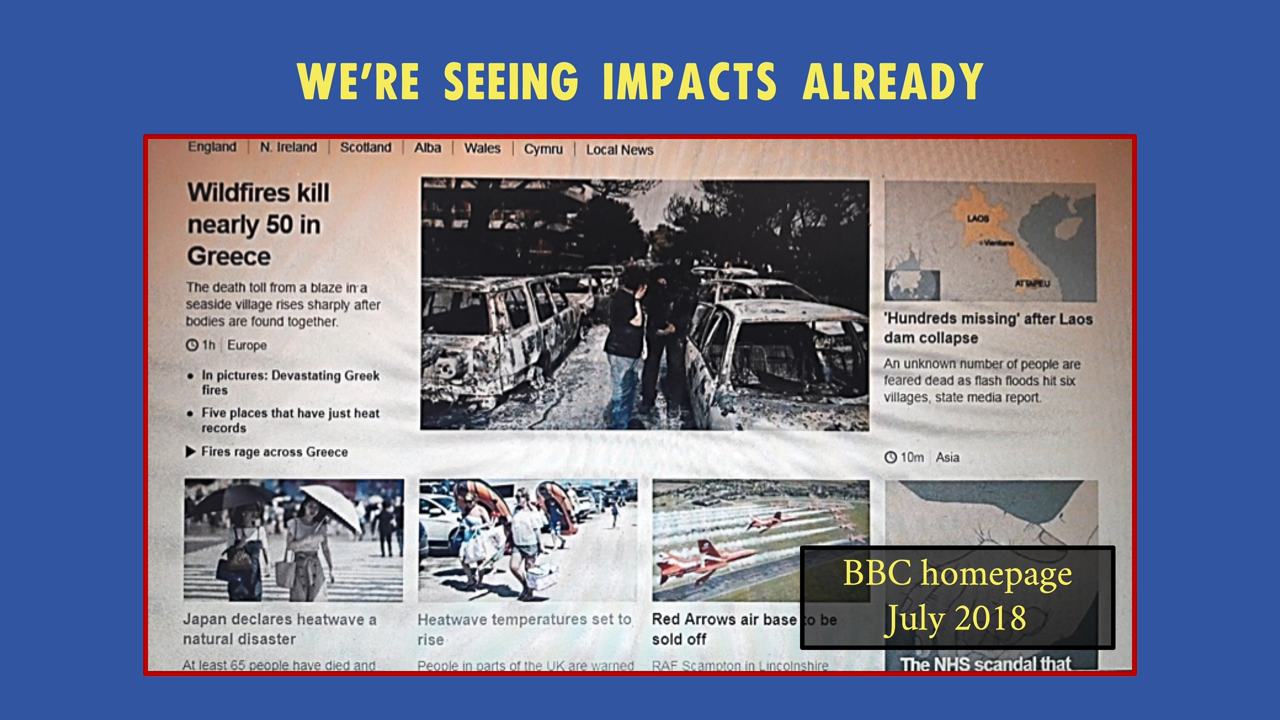 WE'RE SEEING IMPACTS ALREADY
England | N. Ireland | Scotland | Alba | Wales | Cymru | Local News
Wildfires kill
nearly 50 in
Greece
The death toll from a blaze in a
seaside village rises sharply after
bodies are found together.
1h | Europe
• In pictures: Devastating Greek
fires
• Five places that have just heat
records
Fires rage across Greece
LAOS
Vientiane
ATTAPEU
'Hundreds missing' after Laos
dam collapse
An unknown number of people are
feared dead as flash floods hit six
villages, state media report.
10m | Asia
Japan declares heatwave a
natural disaster
At least 65 people have died and
Heatwave temperatures set to
rise
People in parts of the UK are warned
Red Arrows air base to be
sold off
RAF Scampton in Lincolnshire
The NHS scandal that
BBC homepage
July 2018